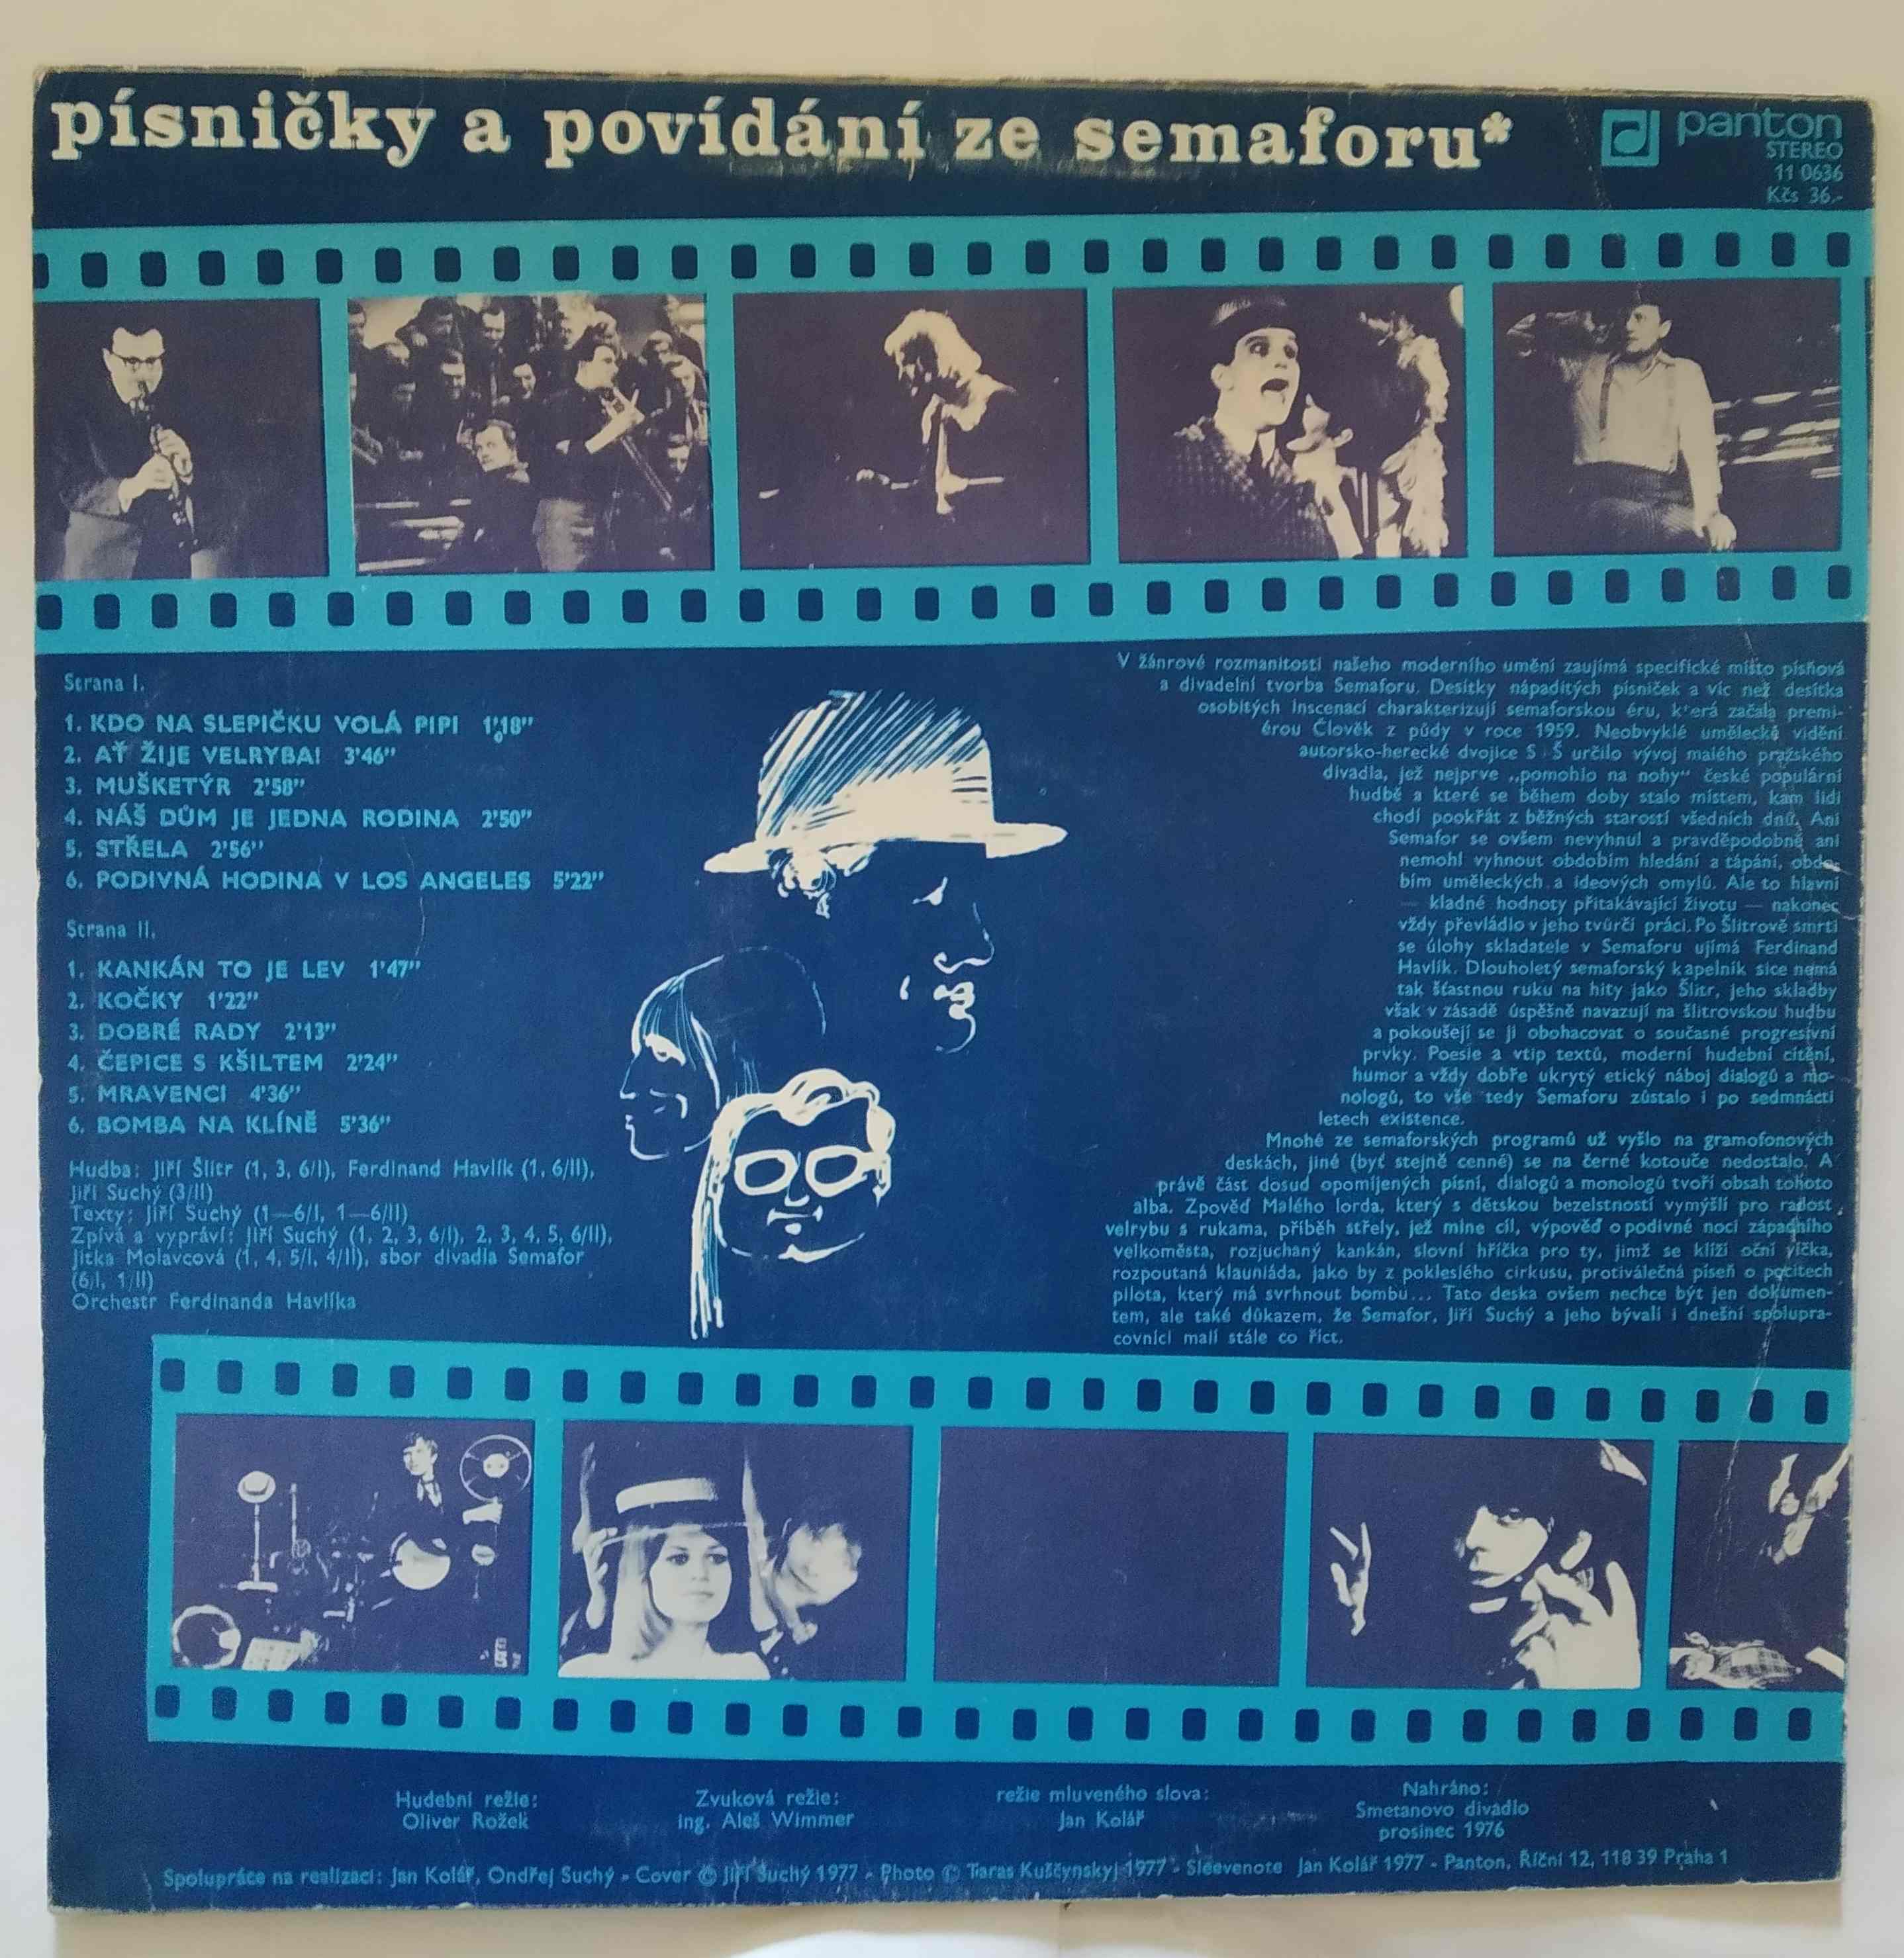 písničky a povídání ze semaforu*
panton
STEREO
11 0636
Kčs 36,-
Strana I.
1. KDO NA SLEPIČKU VOLÁ PIPI 1'18"
2. AŤ ŽIJE VELRYBA! 3'46"
3. MUŠKETÝR 2'58"
4. NÁŠ DŮM JE JEDNA RODINA 2'50"
5. STŘELA 2'56"
6. PODIVNÁ HODINA V LOS ANGELES 5'22"
Strana II.
1. KANKÁN TO JE LEV 1'47"
2. KOČKY 1'22"
3. DOBRÉ RADY 2'13"
4. ČEPICE S KŠILTEM 2'24"
5. MRAVENCI 4'36"
6. BOMBA NA KLÍNĚ 5'36"
Hudba: Jiří Šlitr (1, 3, 6/I), Ferdinand Havlík (1, 6/II),
Jiří Suchý (3/II)
Texty: Jiří Suchý (1—6/I, 1—6/II)
Zpívá a vypráví: Jiří Suchý (1, 2, 3, 6/I), 2, 3, 4, 5, 6/II),
Jitka Molavcová (1, 4, 5/I, 4/II), sbor divadla Semafor
(6/I, 1/II)
Orchestr Ferdinanda Havlíka
V žánrové rozmanitosti našeho moderního umění zaujímá specifické místo písňová
a divadelní tvorba Semaforu. Desítky nápaditých písniček a víc než desítka
osobitých inscenací charakterizují semaforskou éru, která začala premi-
érou Člověk z půdy v roce 1959. Neobvyklé umělecké vidění
autorsko-herecké dvojice S + Š určilo vývoj malého pražského
divadla, jež nejprve „pomohlo na nohy“ české populární
hudbě a které se během doby stalo místem, kam lidi
chodí pookřát z běžných starostí všedních dnů. Ani
Semafor se ovšem nevyhnul a pravděpodobně ani
nemohl vyhnout obdobím hledání a tápání, obdo-
bím uměleckých a ideových omylů. Ale to hlavní
— kladné hodnoty přitakávající životu — nakonec
vždy převládlo v jeho tvůrčí práci. Po Šlitrově smrti
se úlohy skladatele v Semaforu ujímá Ferdinand
Havlík. Dlouholetý semaforský kapelník sice nemá
tak šťastnou ruku na hity jako Šlitr, jeho skladby
však v zásadě úspěšně navazují na šlitrovskou hudbu
a pokoušejí se ji obohacovat o současné progresívní
prvky. Poesie a vtip textů, moderní hudební cítění,
humor a vždy dobře ukrytý etický náboj dialogů a mo-
nologů, to vše tedy Semaforu zůstalo i po sedmnácti
letech existence.
Mnohé ze semaforských programů už vyšlo na gramofonových
deskách, jiné (byť stejně cenné) se na černé kotouče nedostalo. A
právě část dosud opomíjených písní, dialogů a monologů tvoří obsah tohoto
alba. Zpověď Malého lorda, který s dětskou bezelstností vymýšlí pro radost
velrybu s rukama, příběh střely, jež mine cíl, výpověď o podivné noci západního
velkoměsta, rozjuchaný kankán, slovní hříčka pro ty, jimž se klíží oční víčka,
rozpoutaná klauniáda, jako by z pokleslého cirkusu, protiválečná píseň o pocitech
pilota, který má svrhnout bombu... Tato deska ovšem nechce být jen dokumen-
tem, ale také důkazem, že Semafor, Jiří Suchý a jeho bývalí i dnešní spolupra-
covníci mají stále co říct.
Hudební režie:
Oliver Rožek
Zvuková režie:
ing. Aleš Wimmer
režie mluveného slova:
Jan Kolář
Nahráno:
Smetanovo divadlo
prosinec 1976
Spolupráce na realizaci: Jan Kolář, Ondřej Suchý - Cover © Jiří Suchý 1977 - Photo © Taras Kuščynskyj 1977 - Sleevenote Jan Kolář 1977 - Panton, Říční 12, 118 39 Praha 1